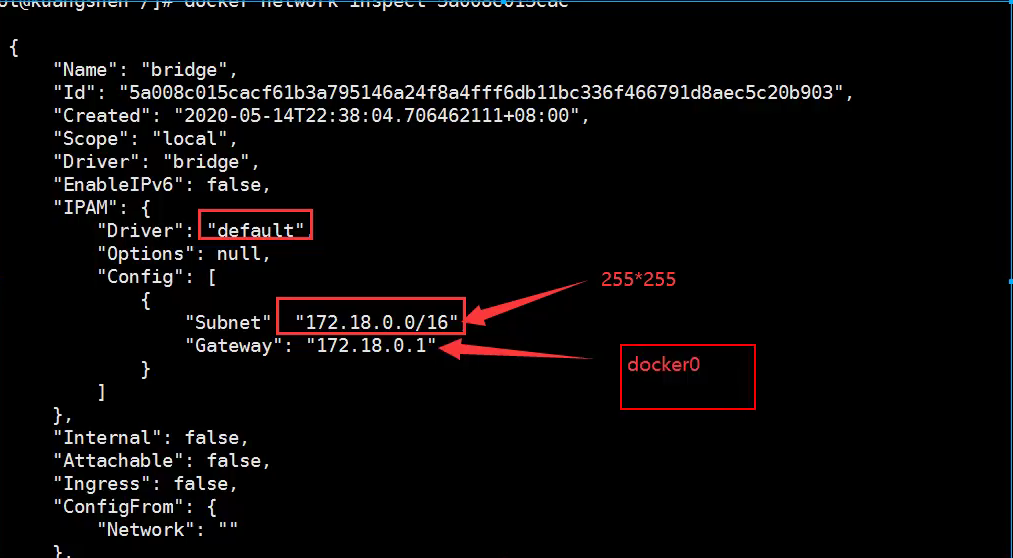 docker network inspect 5a008c015cac
{
"Name": "bridge",
"Id": "5a008c015cacf61b3a795146a24f8a4fff6db11bc336f466791d8aec5c20b903",
"Created": "2020-05-14T22:38:04.706462111+08:00",
"Scope": "local",
"Driver": "bridge",
"EnableIPv6": false,
"IPAM": {
"Driver": "default",
"Options": null,
"Config": [
255*255
{
"Subnet" "172.18.0.0/16"
"Gateway": "172.18.0.1"
docker0
}
]
},
"Internal": false,
"Attachable": false,
"Ingress": false,
"ConfigFrom": {
"Network": ""
},